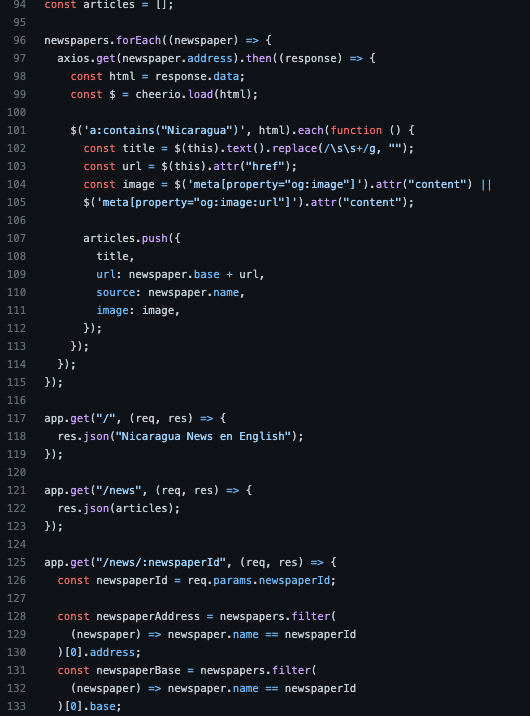 94 const articles = [];
95
96 newspapers.forEach((newspaper) => {
97   axios.get(newspaper.address).then((response) => {
98     const html = response.data;
99     const $ = cheerio.load(html);
100
101     $('a:contains("Nicaragua")', html).each(function () {
102       const title = $(this).text().replace(/\s\s+/g, "");
103       const url = $(this).attr("href");
104       const image = $('meta[property="og:image"]').attr("content") ||
105       $('meta[property="og:image:url"]').attr("content");
106
107       articles.push({
108         title,
109         url: newspaper.base + url,
110         source: newspaper.name,
111         image: image,
112       });
113     });
114   });
115 });
116
117 app.get("/", (req, res) => {
118   res.json("Nicaragua News en English");
119 });
120
121 app.get("/news", (req, res) => {
122   res.json(articles);
123 });
124
125 app.get("/news/:newspaperId", (req, res) => {
126   const newspaperId = req.params.newspaperId;
127
128   const newspaperAddress = newspapers.filter(
129     (newspaper) => newspaper.name == newspaperId
130   )[0].address;
131   const newspaperBase = newspapers.filter(
132     (newspaper) => newspaper.name == newspaperId
133   )[0].base;